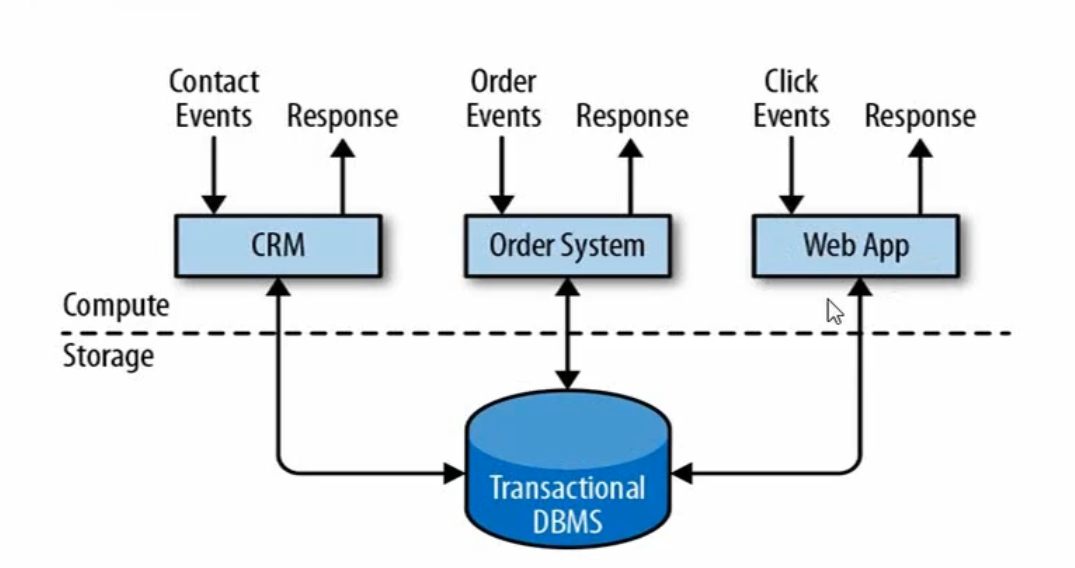 Contact
Events
Response
Order
Events
Response
Click
Events
Response
CRM
Order System
Web App
Compute
Storage
Transactional
DBMS